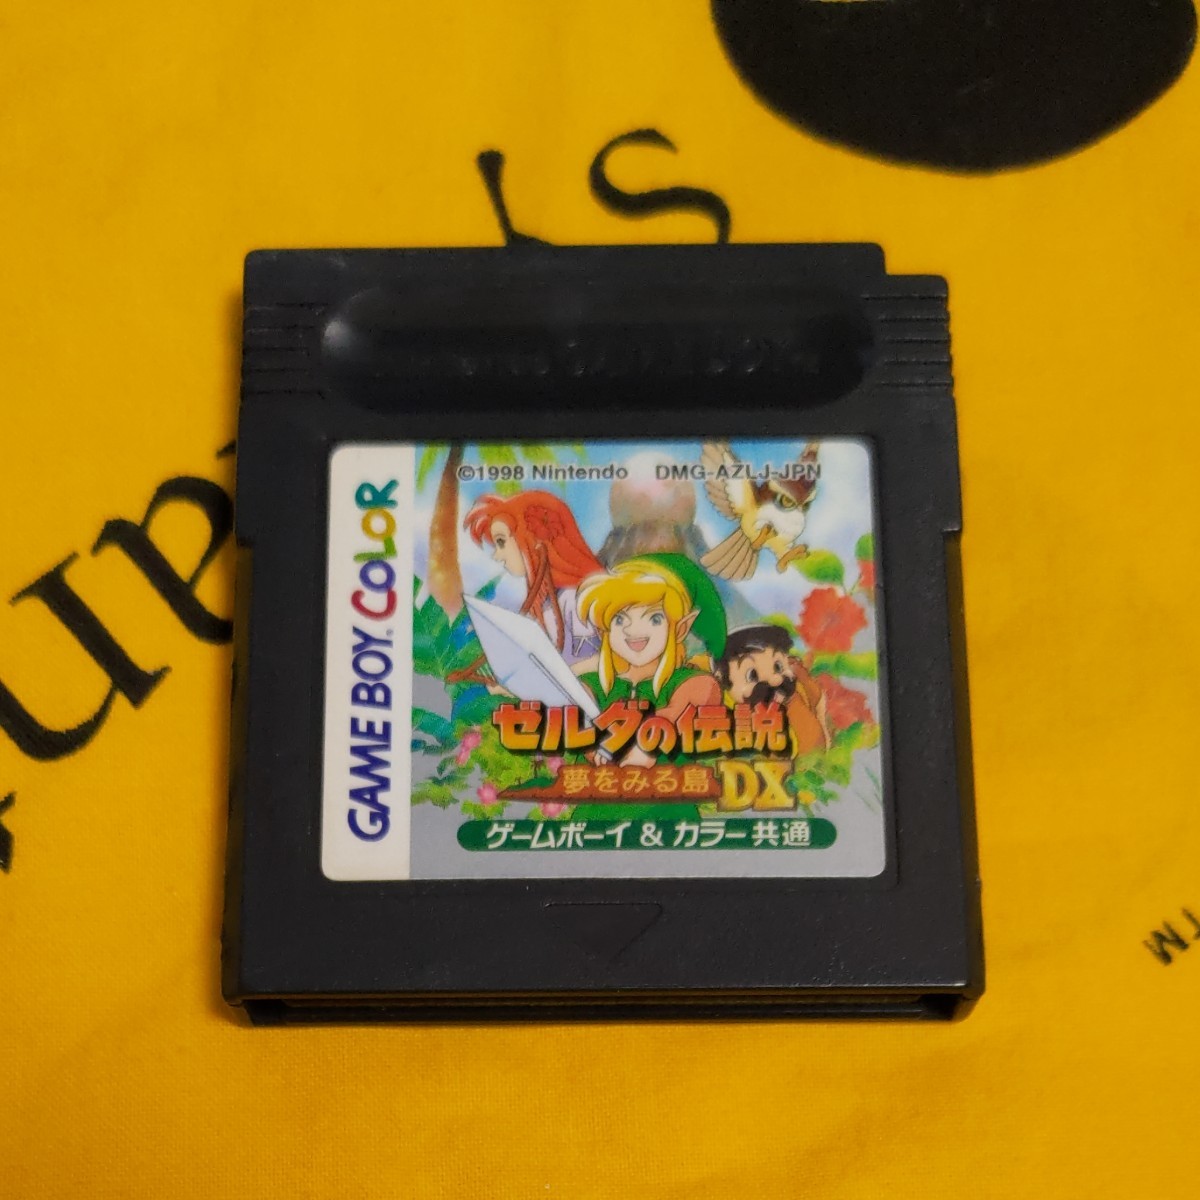 ©1998 Nintendo DMG-AZLJ-JPN
GAME BOY COLOR
ゼルダの伝説
夢をみる島 DX
ゲームボーイ & カラー共通
TM